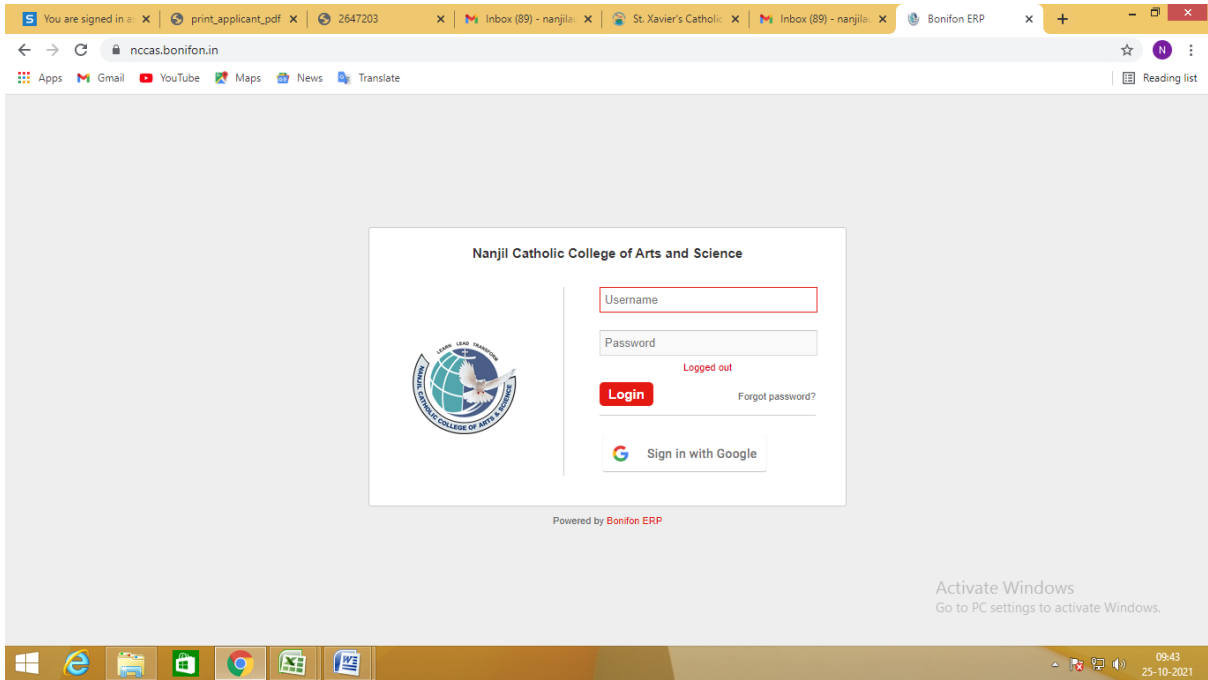 You are signed in a
print_applicant_pdf
2647203
Inbox (89) - nanjila
St. Xavier's Catholic
Inbox (89) - nanjila
Bonifon ERP
nccas.bonifon.in
N
Apps
Gmail
YouTube
Maps
News
Translate
Reading list
Nanjil Catholic College of Arts and Science
Username
Password
Logged out
Login
Forgot password?
Sign in with Google
LEARN LEAD TRANSFORM
NANJIL CATHOLIC COLLEGE OF ARTS & SCIENCE
Powered by Bonifon ERP
Activate Windows
Go to PC settings to activate Windows.
09:43
25-10-2021